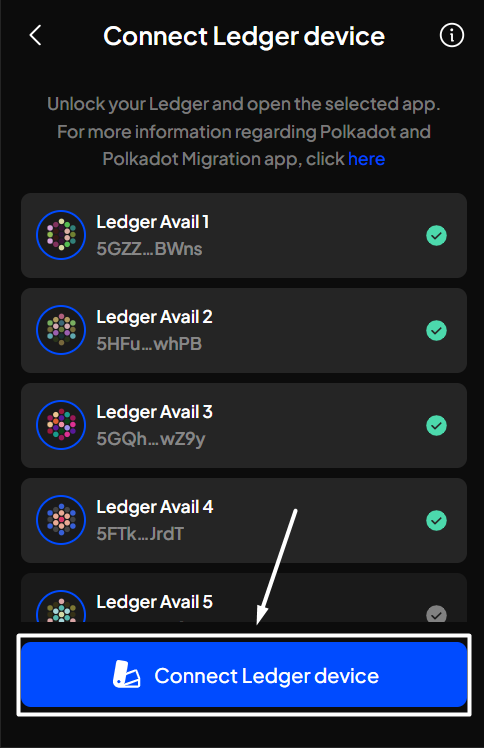 Connect Ledger device
Unlock your Ledger and open the selected app.
For more information regarding Polkadot and
Polkadot Migration app, click here
Ledger Avail 1
5GZZ...BWns
Ledger Avail 2
5HFu...whPB
Ledger Avail 3
5GQh...wZ9y
Ledger Avail 4
5FTk...JrdT
Ledger Avail 5
Connect Ledger device